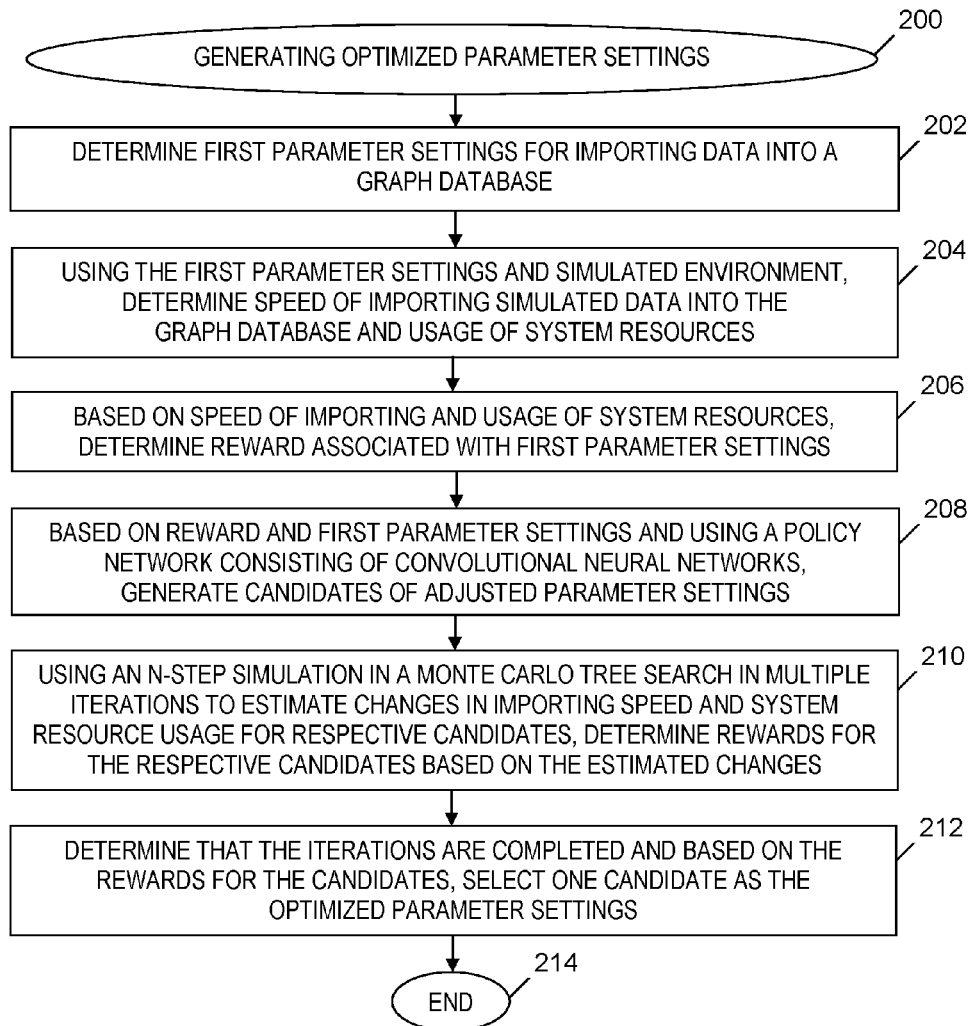 200
GENERATING OPTIMIZED PARAMETER SETTINGS
202
DETERMINE FIRST PARAMETER SETTINGS FOR IMPORTING DATA INTO A
GRAPH DATABASE
204
USING THE FIRST PARAMETER SETTINGS AND SIMULATED ENVIRONMENT,
DETERMINE SPEED OF IMPORTING SIMULATED DATA INTO THE
GRAPH DATABASE AND USAGE OF SYSTEM RESOURCES
206
BASED ON SPEED OF IMPORTING AND USAGE OF SYSTEM RESOURCES,
DETERMINE REWARD ASSOCIATED WITH FIRST PARAMETER SETTINGS
208
BASED ON REWARD AND FIRST PARAMETER SETTINGS AND USING A POLICY
NETWORK CONSISTING OF CONVOLUTIONAL NEURAL NETWORKS,
GENERATE CANDIDATES OF ADJUSTED PARAMETER SETTINGS
210
USING AN N-STEP SIMULATION IN A MONTE CARLO TREE SEARCH IN MULTIPLE
ITERATIONS TO ESTIMATE CHANGES IN IMPORTING SPEED AND SYSTEM
RESOURCE USAGE FOR RESPECTIVE CANDIDATES, DETERMINE REWARDS FOR
THE RESPECTIVE CANDIDATES BASED ON THE ESTIMATED CHANGES
212
DETERMINE THAT THE ITERATIONS ARE COMPLETED AND BASED ON THE
REWARDS FOR THE CANDIDATES, SELECT ONE CANDIDATE AS THE
OPTIMIZED PARAMETER SETTINGS
214
END